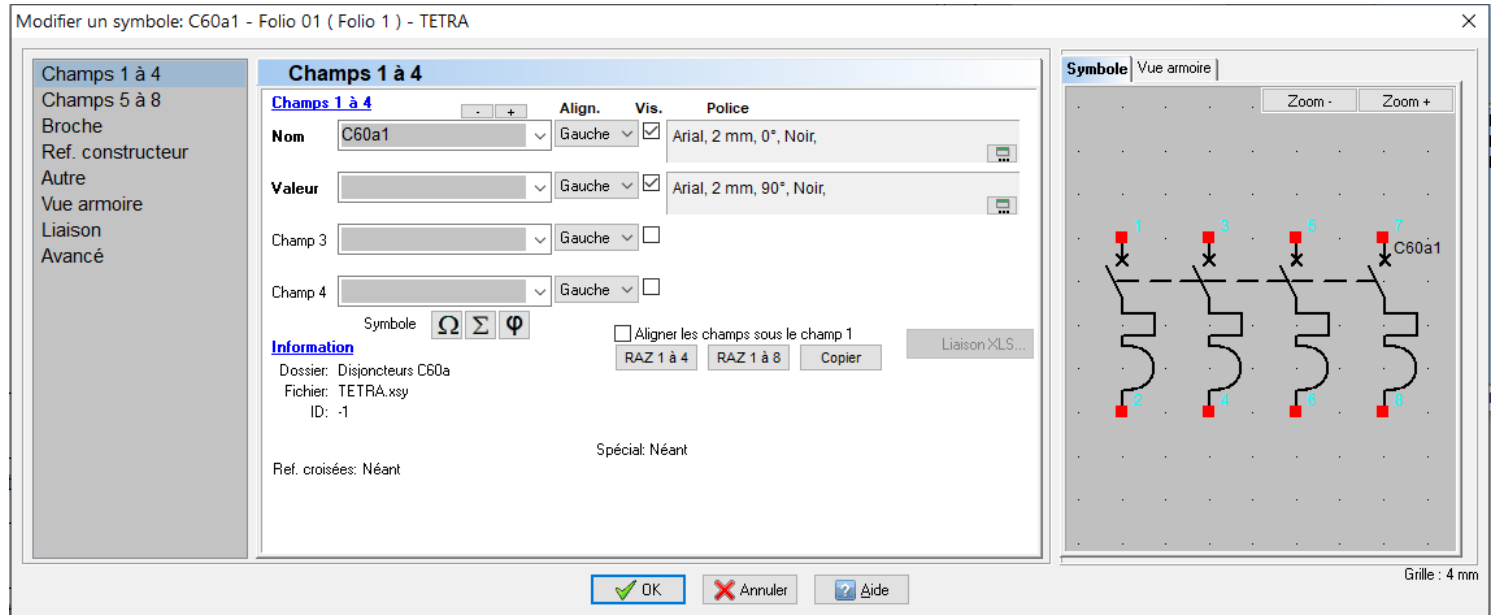 Modifier un symbole: C60a1 - Folio 01 ( Folio 1 ) - TETRA
Champs 1 à 4
Champs 5 à 8
Broche
Ref. constructeur
Autre
Vue armoire
Liaison
Avancé
Champs 1 à 4
Champs 1 à 4 - + Align. Vis. Police
Nom C60a1 Gauche Arial, 2 mm, 0°, Noir,
Valeur Gauche Arial, 2 mm, 90°, Noir,
Champ 3 Gauche
Champ 4 Gauche
Symbole Ω Σ φ
Aligner les champs sous le champ 1
RAZ 1 à 4 RAZ 1 à 8 Copier Liaison XLS...
Information
Dossier: Disjoncteurs C60a
Fichier: TETRA.xsy
ID: -1
Spécial: Néant
Ref. croisées: Néant
Symbole Vue armoire
Zoom - Zoom +
1 3 5 7
C60a1
2 4 6 8
Grille : 4 mm
OK Annuler Aide